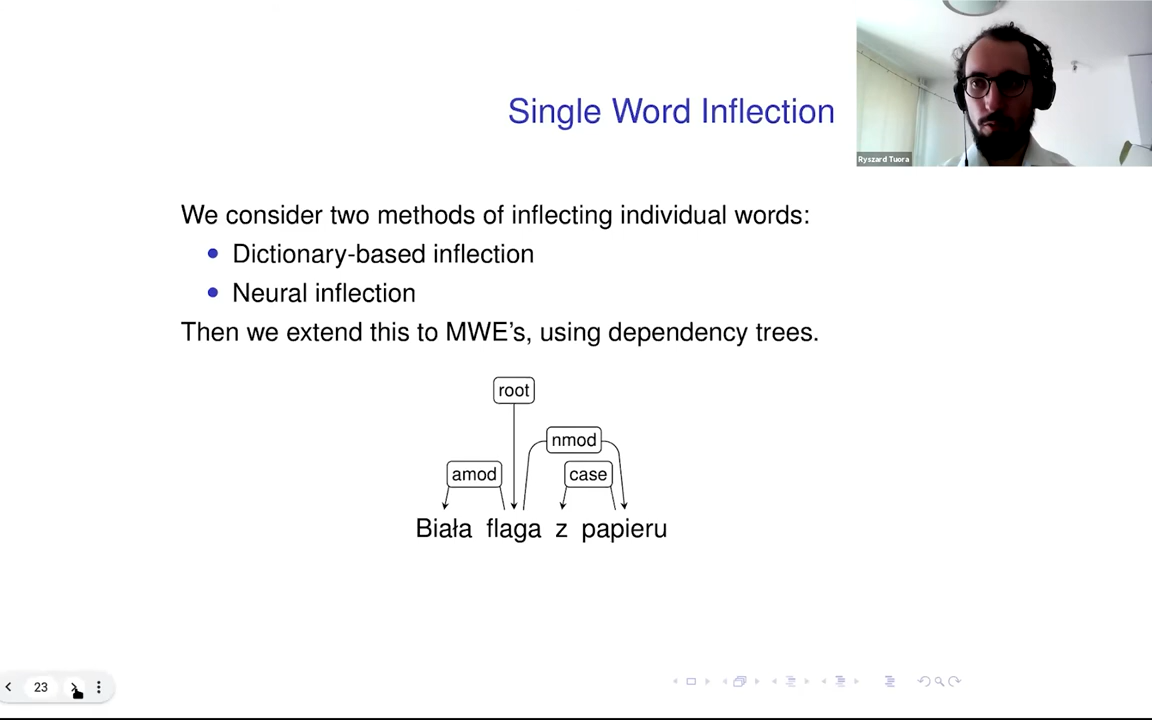 Single Word Inflection
Ryszard Tuora
We consider two methods of inflecting individual words:
Dictionary-based inflection
Neural inflection
Then we extend this to MWE's, using dependency trees.
root
nmod
amod
case
Biała flaga z papieru
23